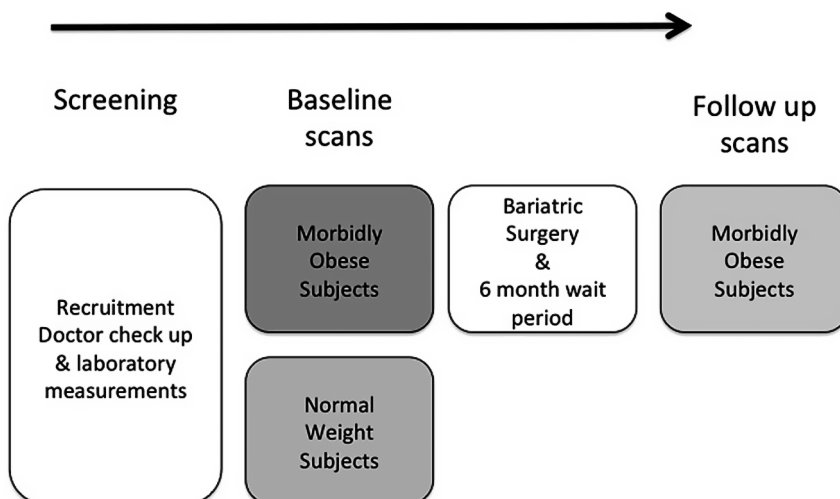 Screening
Baseline
scans
Follow up
scans
Recruitment
Doctor check up
& laboratory
measurements
Morbidly
Obese
Subjects
Bariatric
Surgery
&
6 month wait
period
Morbidly
Obese
Subjects
Normal
Weight
Subjects